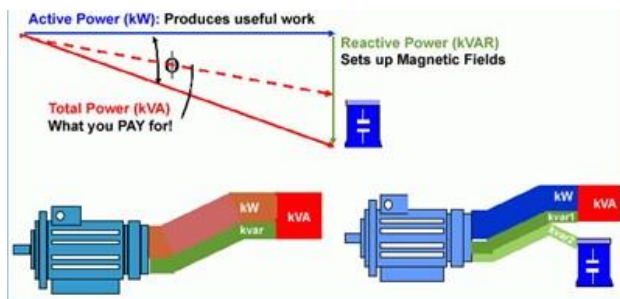 Active Power (kW): Produces useful work
Reactive Power (kVAR)
Sets up Magnetic Fields
ϕ
Total Power (kVA)
What you PAY for!
kW
kVA
kvar
kW
kVA
kvar1
kvar2